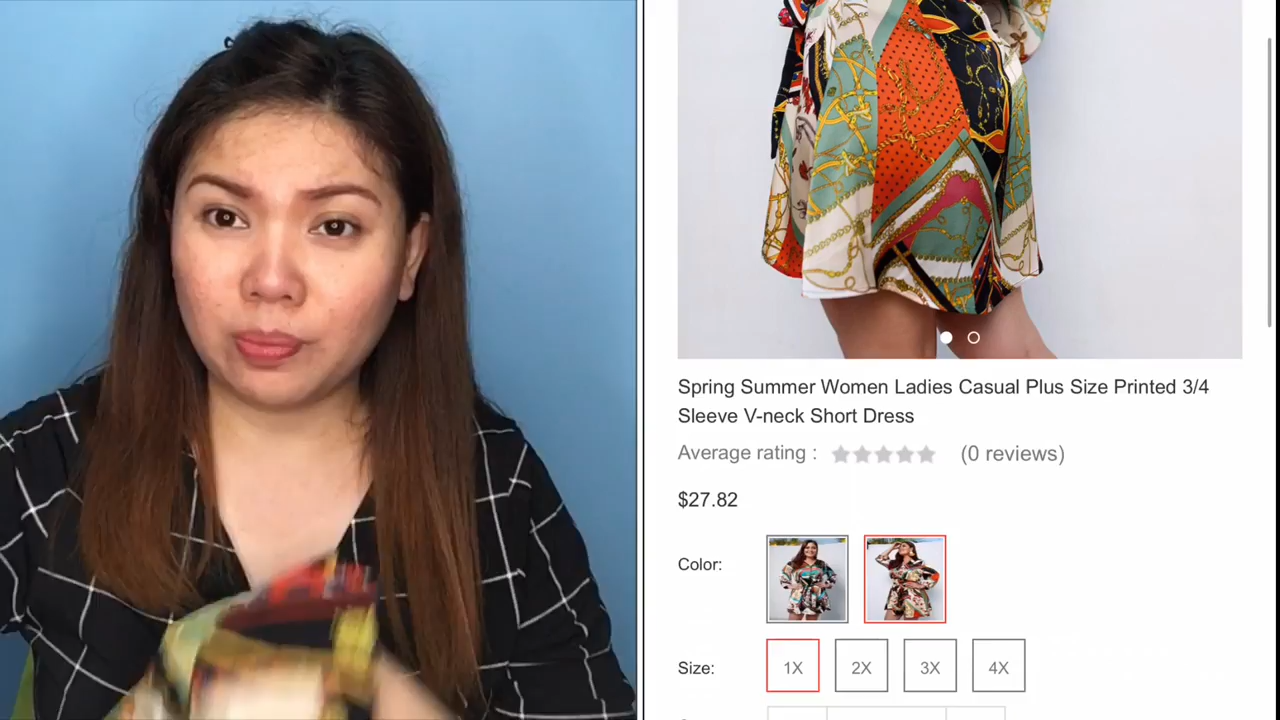 Spring Summer Women Ladies Casual Plus Size Printed 3/4
Sleeve V-neck Short Dress
Average rating : (0 reviews)
$27.82
Color:
Size: 1X 2X 3X 4X